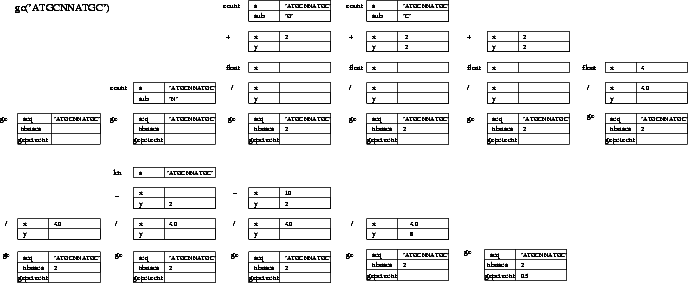 gc("ATGCNNATGC")
count s "ATGCNNATGC" count s "ATGCNNATGC"
sub "G" sub "C"
+ x 2 + x 2 + x 2
y y 2 y 2
float x float x float x float x 4
count s "ATGCNNATGC" / x / x / x / x 4.0
sub "N" y y y y
gc seq "ATGCNNATGC gc seq "ATGCNNATGC gc seq "ATGCNNATGC gc seq "ATGCNNATGC gc seq "ATGCNNATGC gc seq "ATGCNNATGC
nbases nbases nbases 2 nbases 2 nbases 2 nbases 2
gcpercent gcpercent gcpercent gcpercent gcpercent gcpercent
len s "ATGCNNATGC"
- x - x 10
y 2 y 2
/ x 4.0 / x 4.0 / x 4.0 / x 4.0
y y y y 8
gc seq "ATGCNNATGC gc seq "ATGCNNATGC gc seq "ATGCNNATGC gc seq "ATGCNNATGC gc seq "ATGCNNATGC
nbases 2 nbases 2 nbases 2 nbases 2 nbases 2
gcpercent gcpercent gcpercent gcpercent gcpercent 0.5